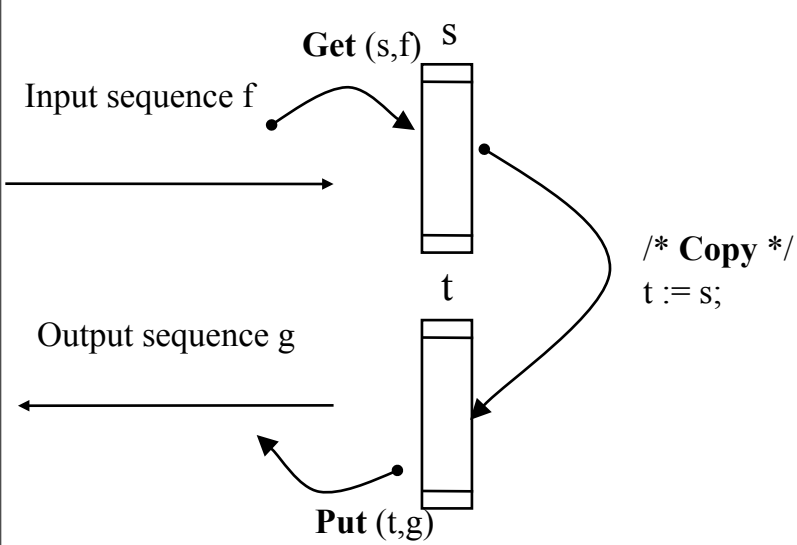 Get (s,f)
s
Input sequence f
/* Copy */
t := s;
t
Output sequence g
Put (t,g)